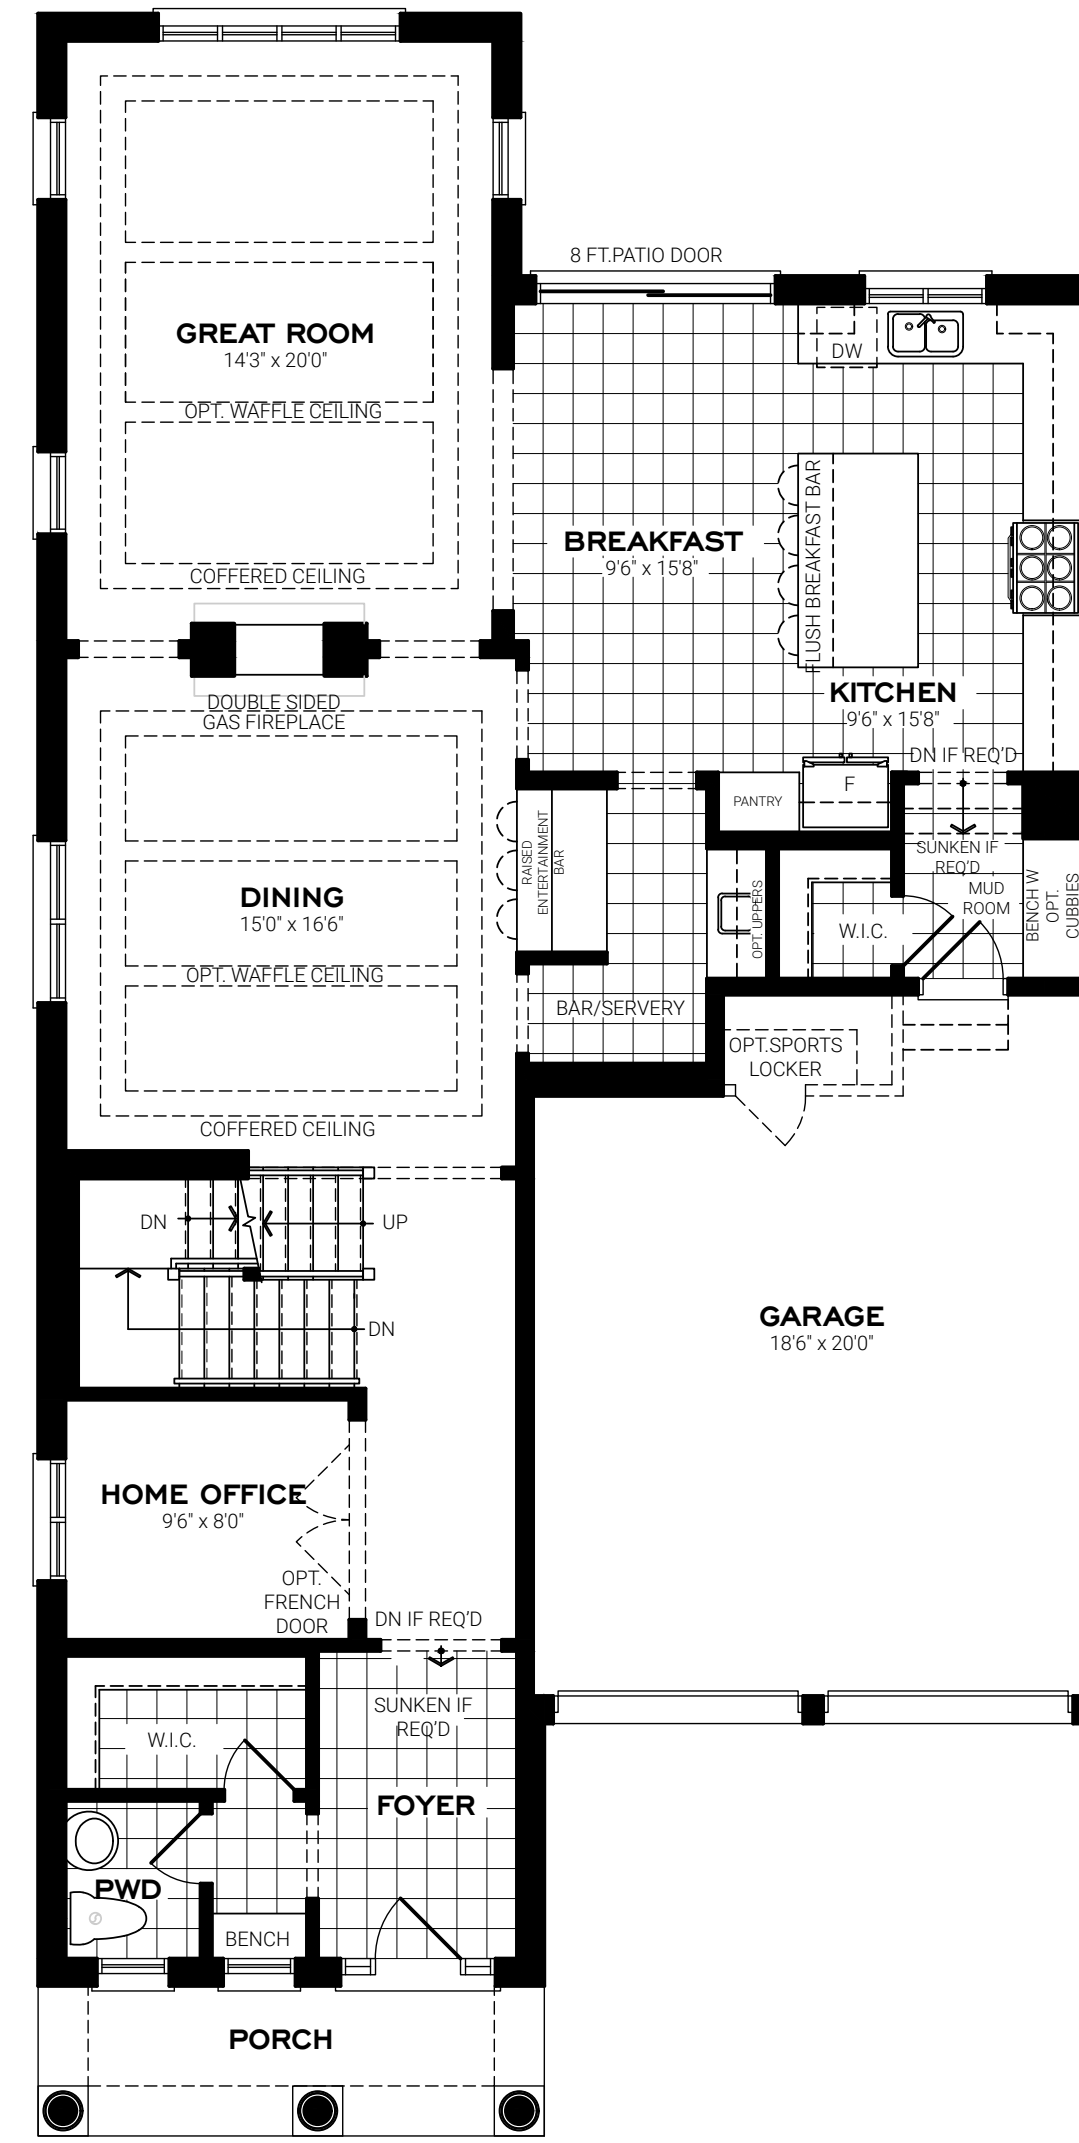 8 FT.PATIO DOOR
GREAT ROOM
14'3" x 20'0"
OPT. WAFFLE CEILING
COFFERED CEILING
DW
BREAKFAST
9'6" x 15'8"
FLUSH BREAKFAST BAR
KITCHEN
9'6" x 15'8"
DOUBLE SIDED
GAS FIREPLACE
DN IF REQ'D
PANTRY
F
SUNKEN IF
REQ'D
MUD
ROOM
BENCH W
OPT.
CUBBIES
RAISED
ENTERTAINMENT
BAR
OPT. UPPERS
W.I.C.
DINING
15'0" x 16'6"
OPT. WAFFLE CEILING
COFFERED CEILING
BAR/SERVERY
OPT.SPORTS
LOCKER
DN
UP
DN
GARAGE
18'6" x 20'0"
HOME OFFICE
9'6" x 8'0"
OPT.
FRENCH
DOOR
DN IF REQ'D
SUNKEN IF
REQ'D
W.I.C.
FOYER
PWD
BENCH
PORCH